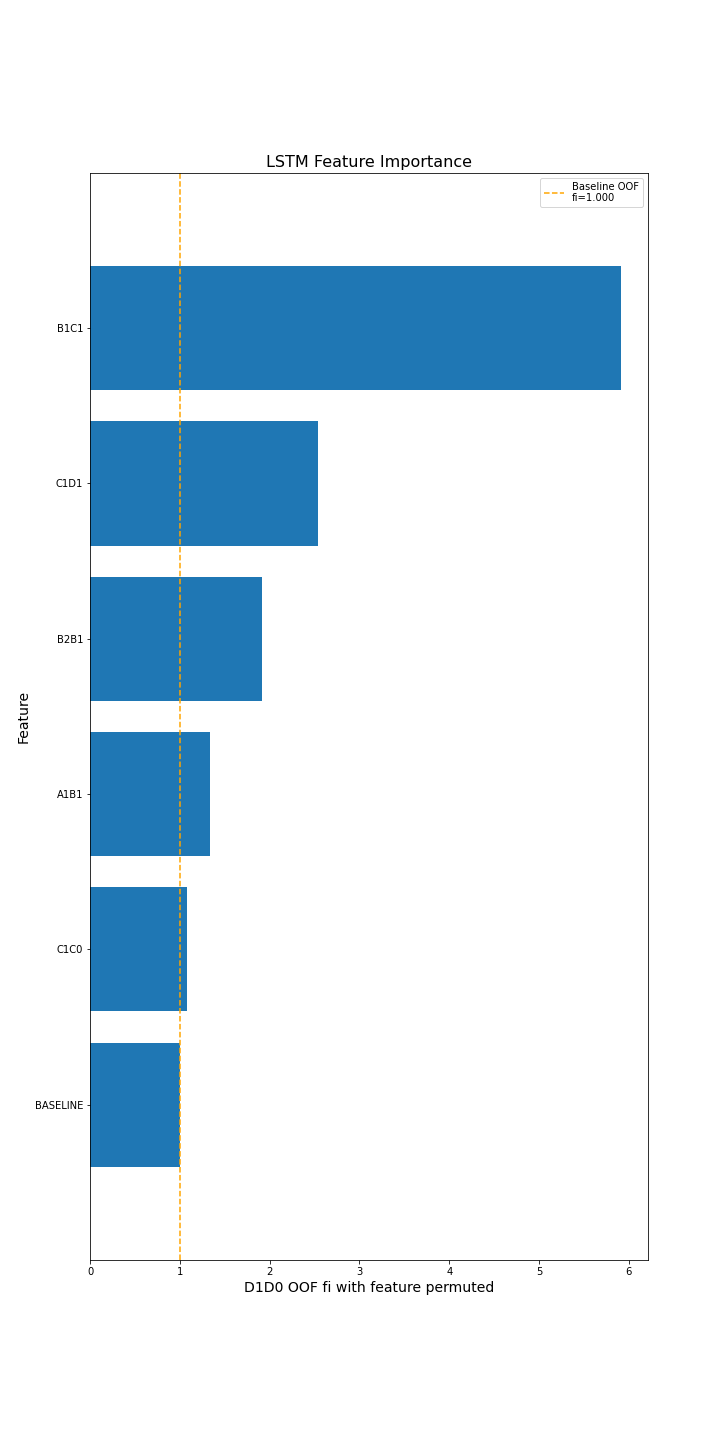 LSTM Feature Importance
Baseline OOF
fi=1.000
B1C1
C1D1
B2B1
A1B1
C1C0
BASELINE
Feature
0 1 2 3 4 5 6
D1D0 OOF fi with feature permuted